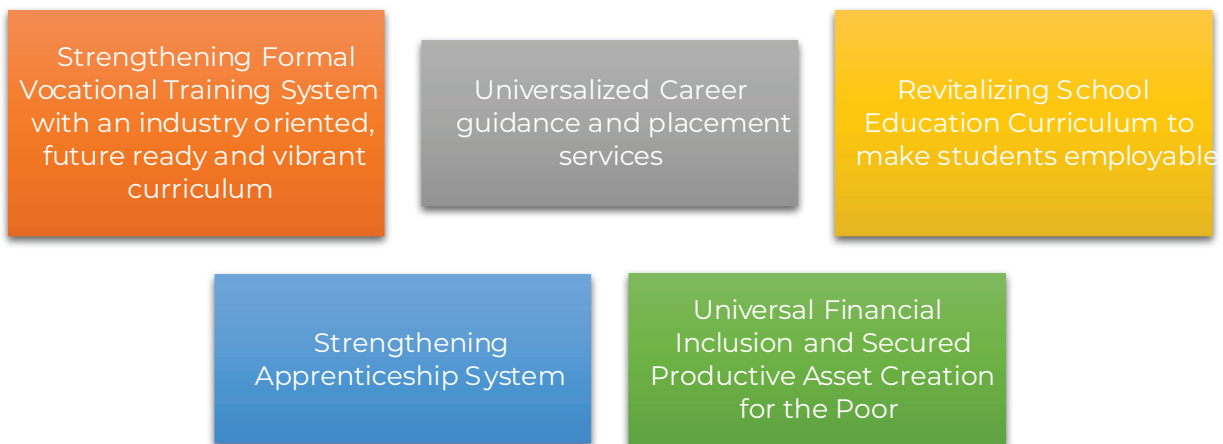 Strengthening Formal
Vocational Training System
with an industry oriented,
future ready and vibrant
curriculum
Universalized Career
guidance and placement
services
Revitalizing School
Education Curriculum to
make students employable
Strengthening
Apprenticeship System
Universal Financial
Inclusion and Secured
Productive Asset Creation
for the Poor